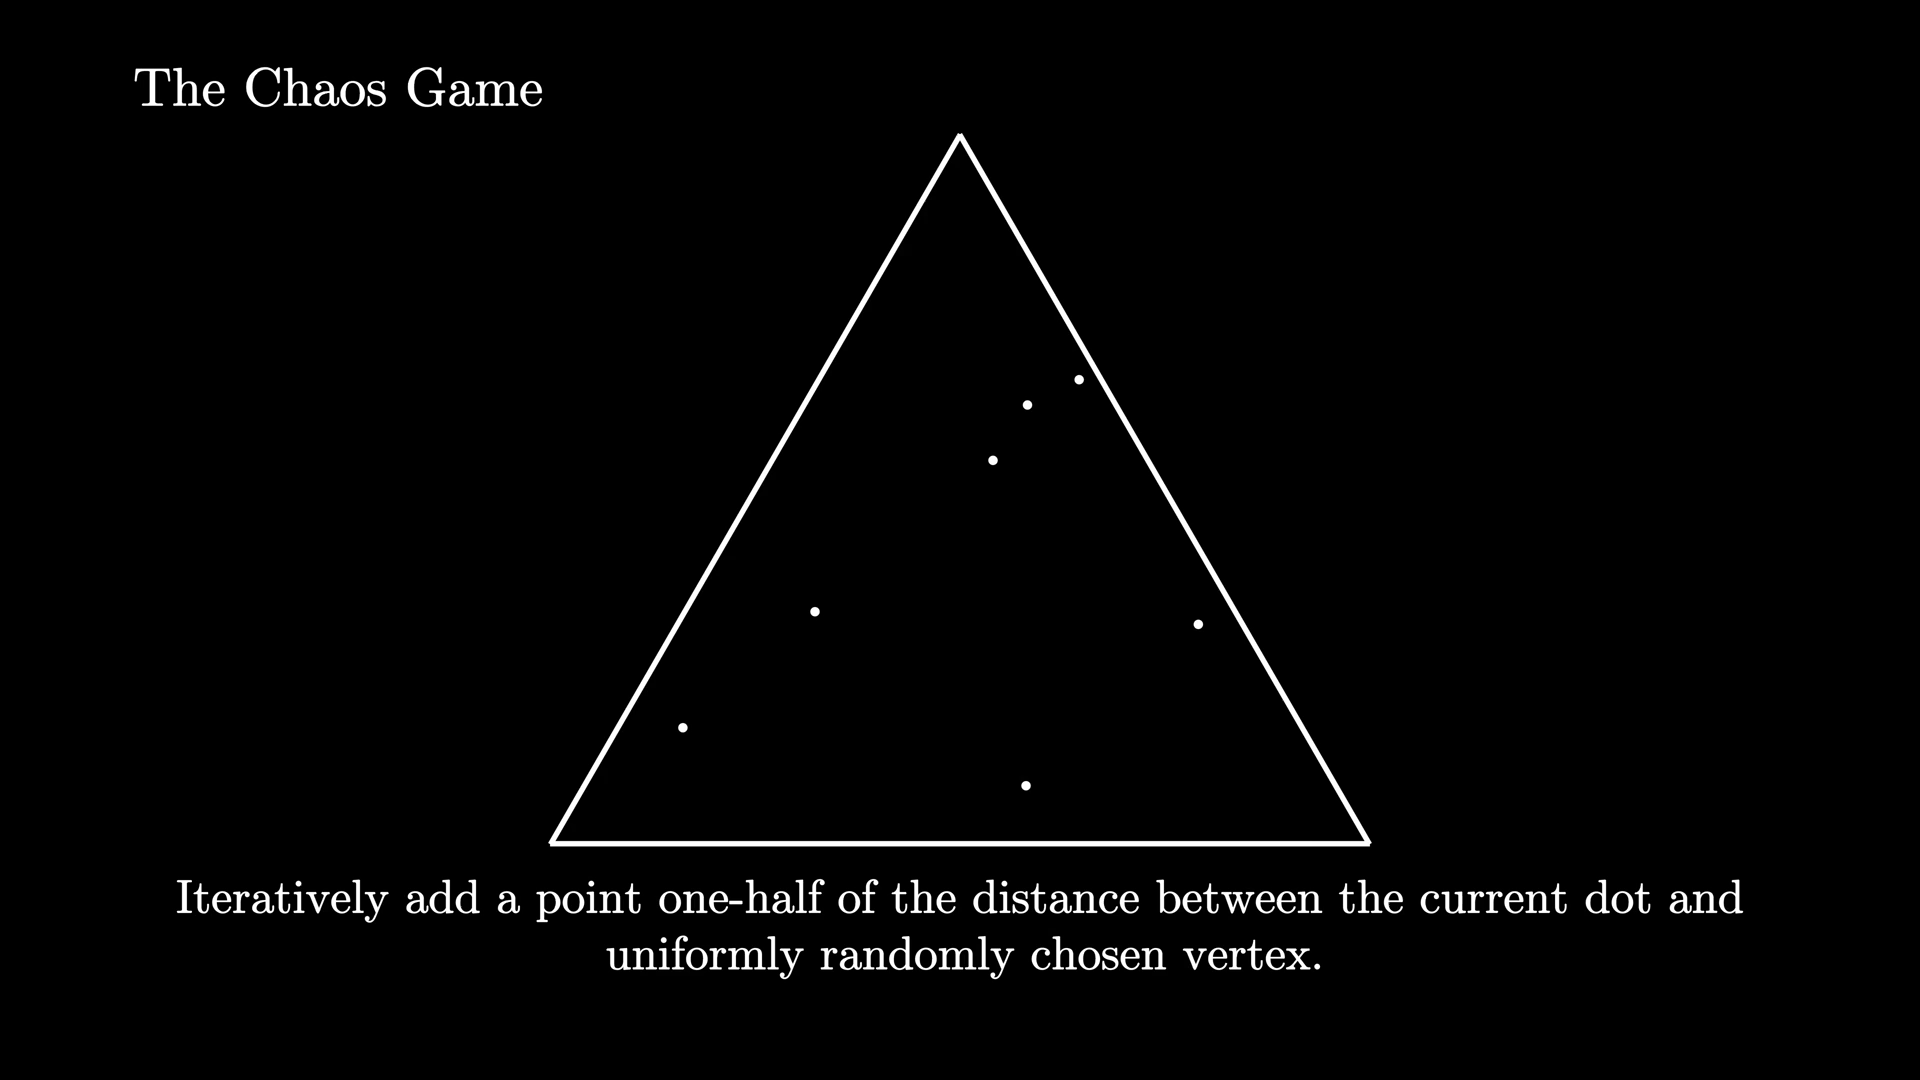 The Chaos Game
Iteratively add a point one-half of the distance between the current dot and
uniformly randomly chosen vertex.